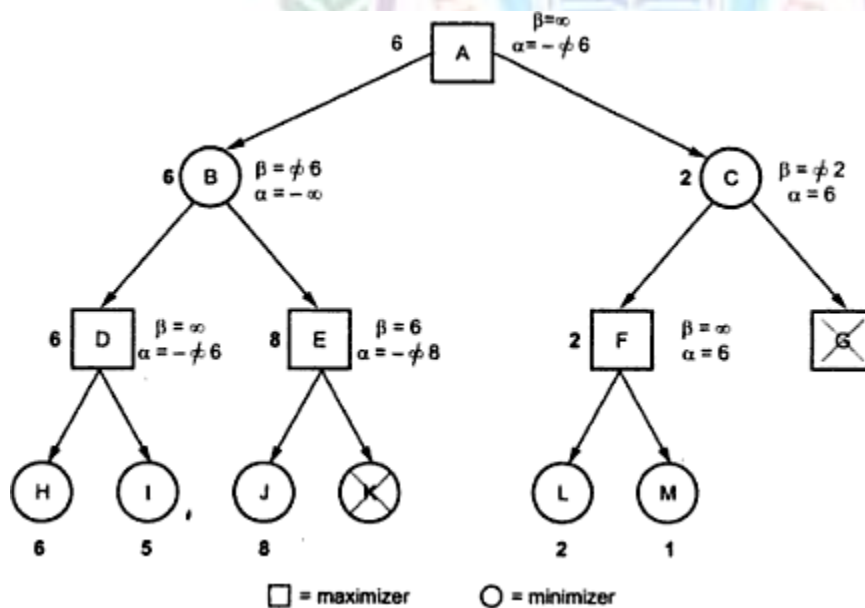 β=∞
6 A α = - ∞ 6
6 B β = ∞ 6
α = - ∞
2 C β = ∞ 2
α = 6
6 D β = ∞
α = - ∞ 6
8 E β = 6
α = - ∞ 8
2 F β = ∞
α = 6
G
H I J K L M
6 5 8 2 1
= maximizer = minimizer